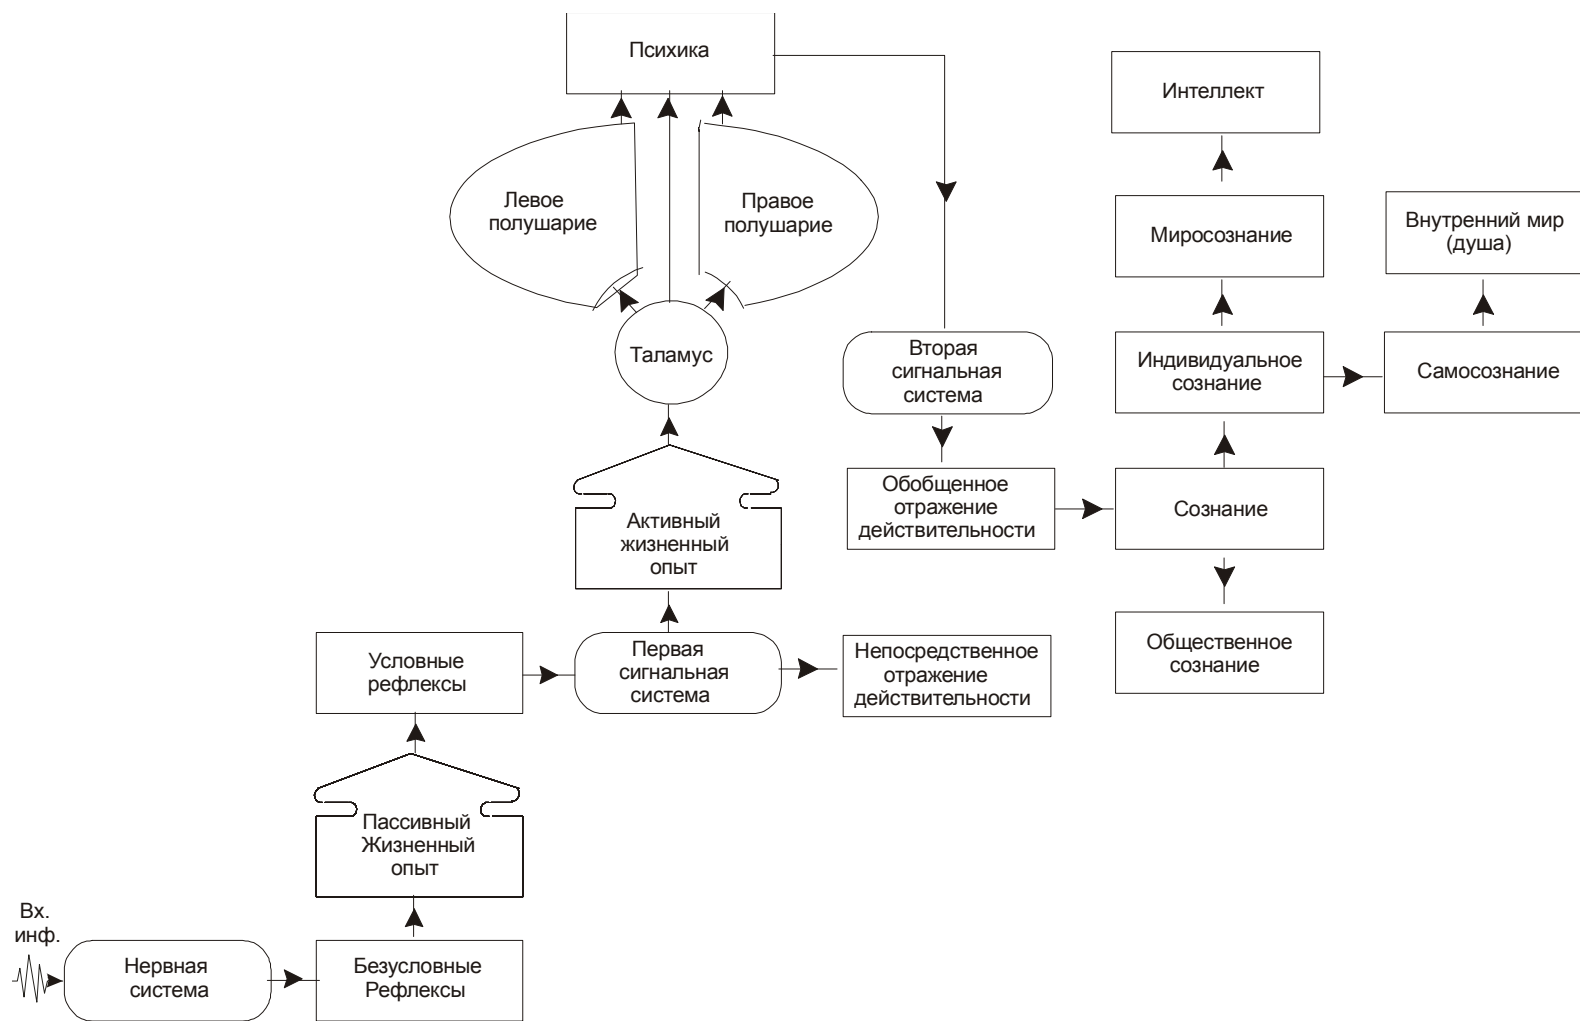 Психика
Интеллект
Левое
полушарие
Правое
полушарие
Миросознание
Внутренний мир
(душа)
Таламус
Вторая
сигнальная
система
Индивидуальное
сознание
Самосознание
Обобщенное
отражение
действительности
Сознание
Активный
жизненный
опыт
Условные
рефлексы
Первая
сигнальная
система
Непосредственное
отражение
действительности
Общественное
сознание
Пассивный
Жизненный
опыт
Вх.
инф.
Нервная
система
Безусловные
Рефлексы